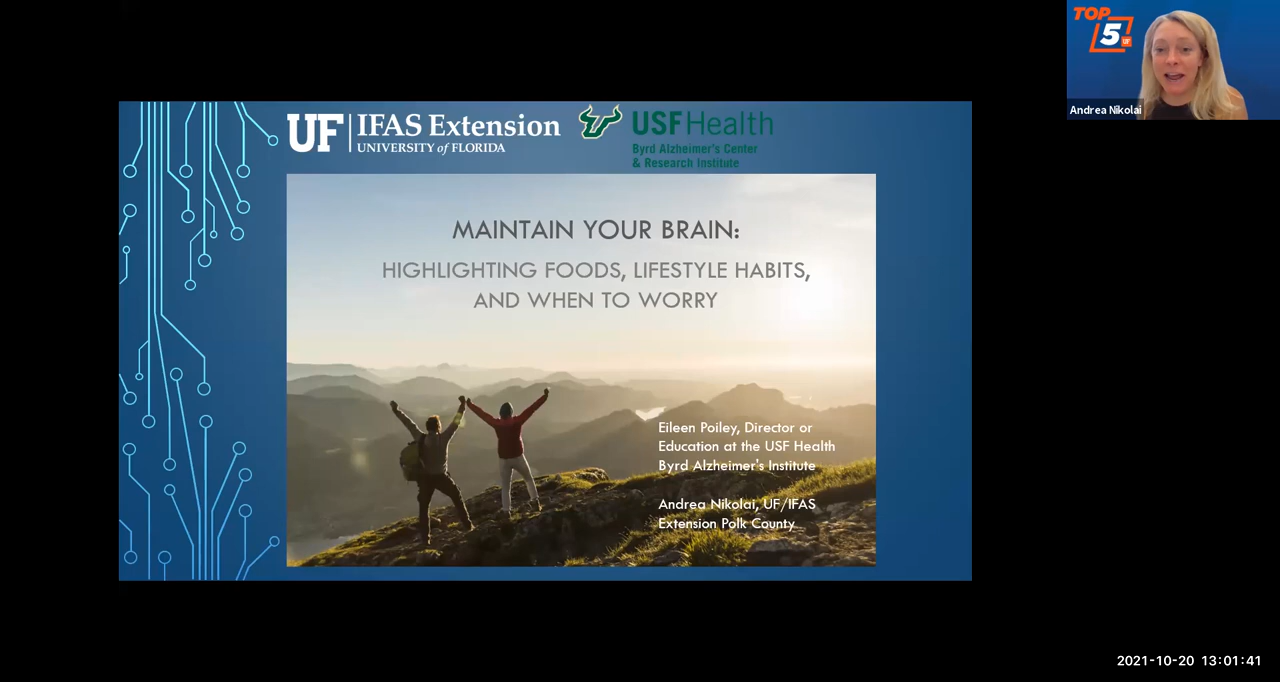 TOP
5
UF
Andrea Nikolai
UF IFAS Extension
UNIVERSITY of FLORIDA
USF Health
Byrd Alzheimer's Center
& Research Institute
MAINTAIN YOUR BRAIN:
HIGHLIGHTING FOODS, LIFESTYLE HABITS,
AND WHEN TO WORRY
Eileen Poiley, Director or
Education at the USF Health
Byrd Alzheimer's Institute
Andrea Nikolai, UF/IFAS
Extension Polk County
2021-10-20 13:01:41